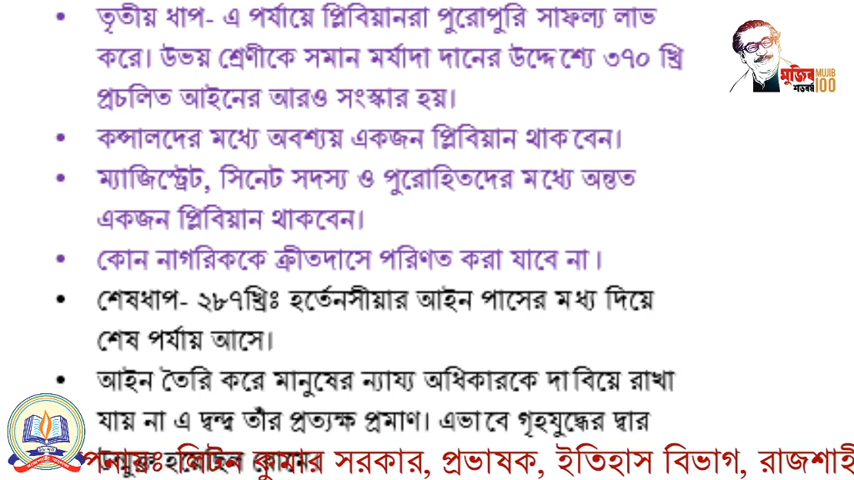 • তৃতীয় ধাপ- এ পর্যায়ে প্লিবিয়ানরা পুরোপুরি সাফল্য লাভ
করে। উভয় শ্রেণীকে সমান মর্যাদা দানের উদ্দেশ্যে ৩৭০ খ্রি
প্রচলিত আইনের আরও সংস্কার হয়।
• কন্সালদের মধ্যে অবশ্যয় একজন প্লিবিয়ান থাকবেন।
• ম্যাজিস্ট্রেট, সিনেট সদস্য ও পুরোহিতদের মধ্যে অন্তত
একজন প্লিবিয়ান থাকবেন।
• কোন নাগরিককে ক্রীতদাসে পরিণত করা যাবে না।
• শেষধাপ- ২৮৭খ্রিঃ হর্তেনসীয়ার আইন পাসের মধ্য দিয়ে
শেষ পর্যায় আসে।
• আইন তৈরি করে মানুষের ন্যায্য অধিকারকে দাবিয়ে রাখা
যায় না এ দ্বন্দ্ব তাঁর প্রত্যক্ষ প্রমাণ। এভাবে গৃহযুদ্ধের দ্বার
কুমার সরকার, প্রভাষক, ইতিহাস বিভাগ, রাজশাহী
মুজিব
শতবর্ষ
MUJIB
100